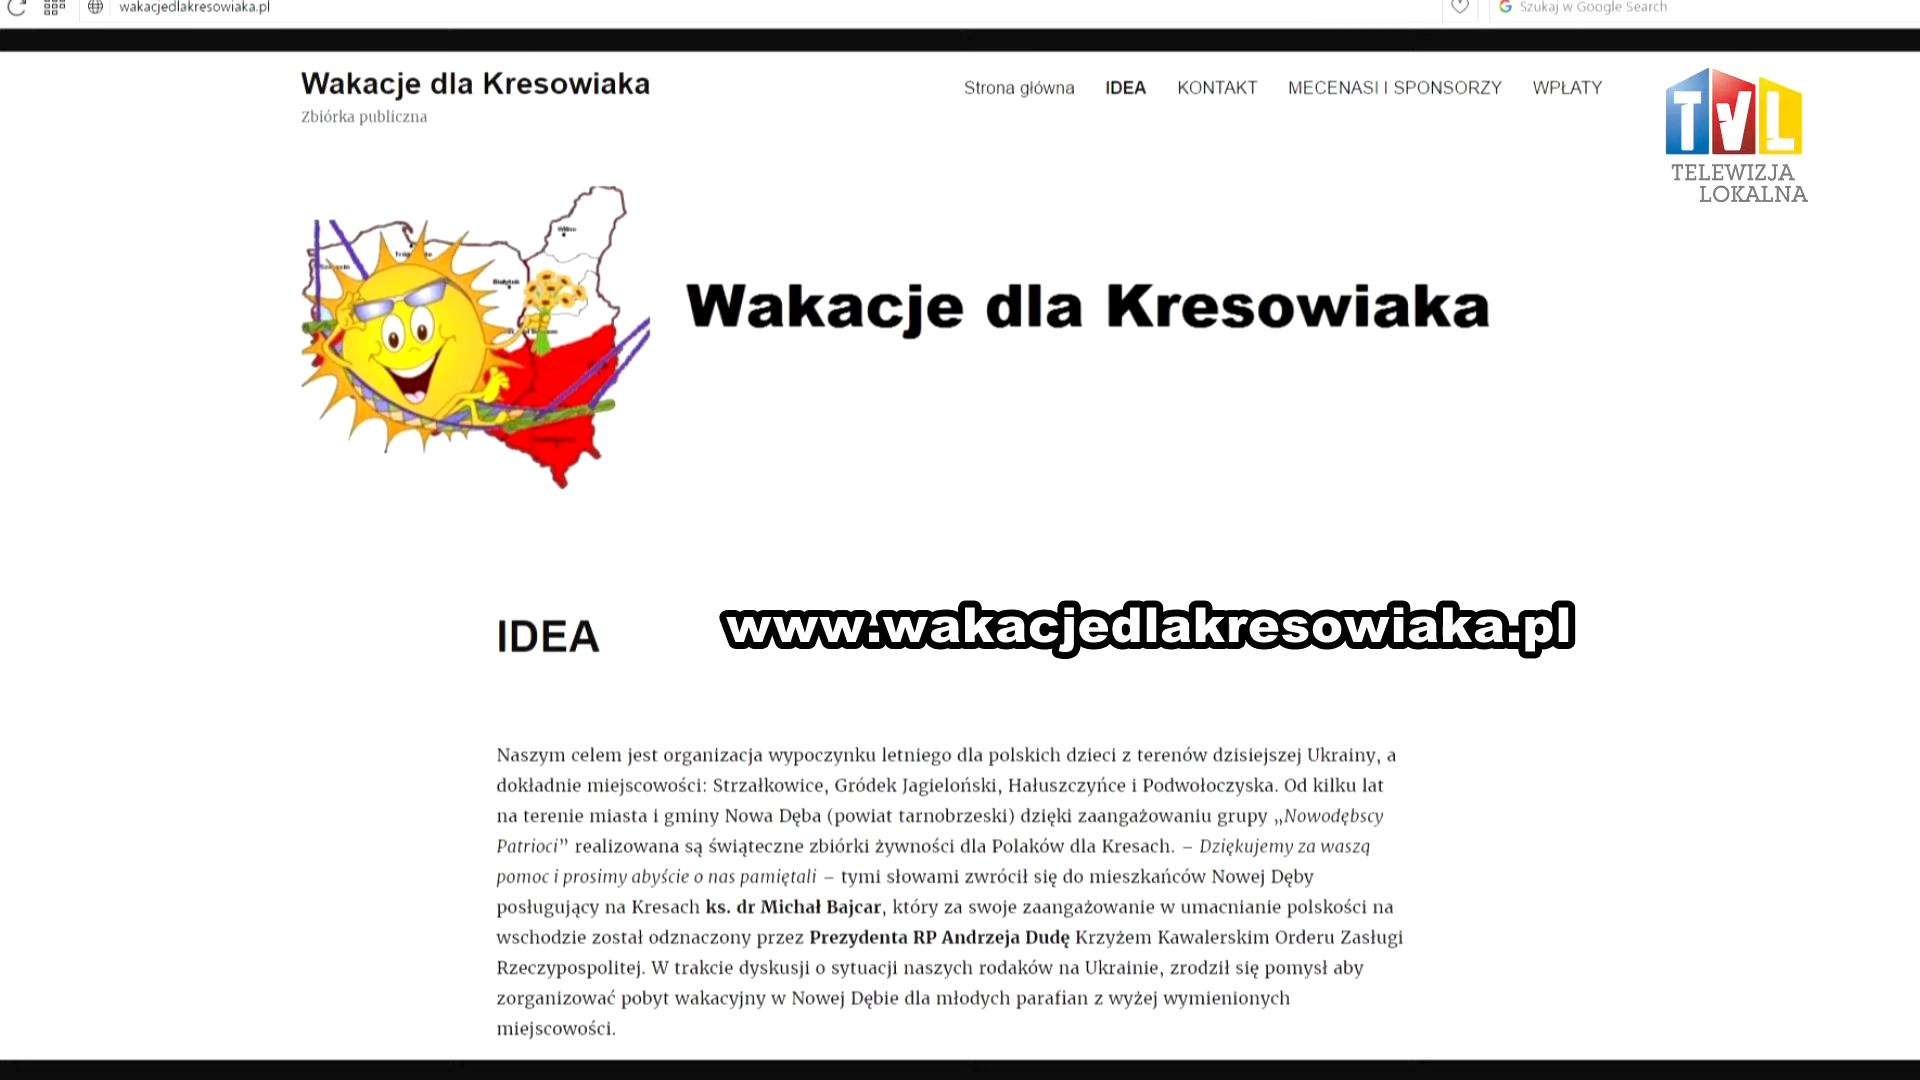 wakacjedlakresowiaka.pl
Szukaj w Google Search
Wakacje dla Kresowiaka
Zbiórka publiczna
Strona główna IDEA KONTAKT MECENASI I SPONSORZY WPŁATY
TVL
TELEWIZJA
LOKALNA
Wakacje dla Kresowiaka
IDEA
www.wakacjedlakresowiaka.pl
Naszym celem jest organizacja wypoczynku letniego dla polskich dzieci z terenów dzisiejszej Ukrainy, a
dokładnie miejscowości: Strzałkowice, Gródek Jagieloński, Hałuszczyńce i Podwołoczyska. Od kilku lat
na terenie miasta i gminy Nowa Dęba (powiat tarnobrzeski) dzięki zaangażowaniu grupy „Nowodębscy
Patrioci” realizowana są świąteczne zbiórki żywności dla Polaków dla Kresach. – Dziękujemy za waszą
pomoc i prosimy abyście o nas pamiętali – tymi słowami zwrócił się do mieszkańców Nowej Dęby
posługujący na Kresach ks. dr Michał Bajcar, który za swoje zaangażowanie w umacnianie polskości na
wschodzie został odznaczony przez Prezydenta RP Andrzeja Dudę Krzyżem Kawalerskim Orderu Zasługi
Rzeczypospolitej. W trakcie dyskusji o sytuacji naszych rodaków na Ukrainie, zrodził się pomysł aby
zorganizować pobyt wakacyjny w Nowej Dębie dla młodych parafian z wyżej wymienionych
miejscowości.